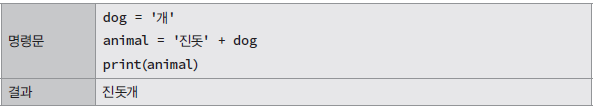 명령문
dog = '개'
animal = '진돗' + dog
print(animal)
결과
진돗개